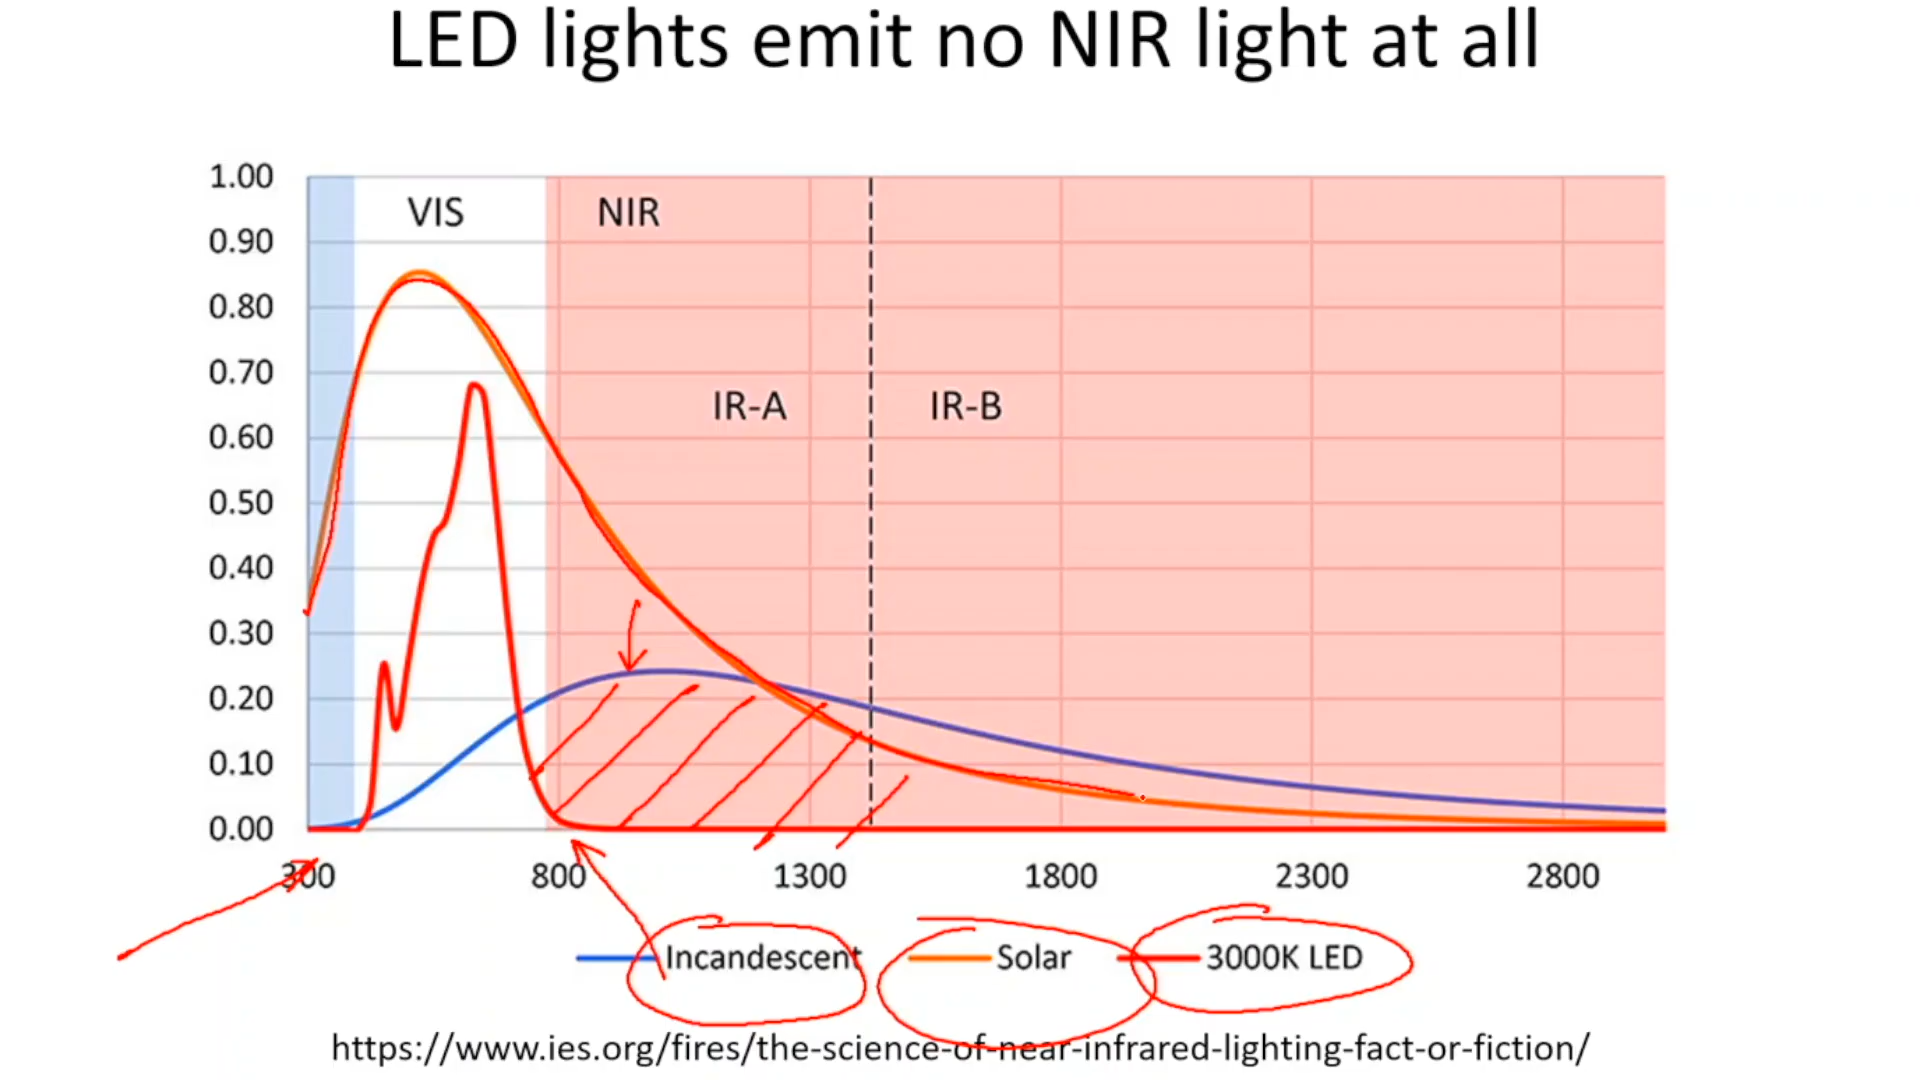 LED lights emit no NIR light at all
1.00
VIS
NIR
0.90
0.80
0.70
0.60
IR-A
IR-B
0.50
0.40
0.30
0.20
0.10
0.00
300 800 1300 1800 2300 2800
Incandescent Solar 3000K LED
https://www.ies.org/fires/the-science-of-near-infrared-lighting-fact-or-fiction/